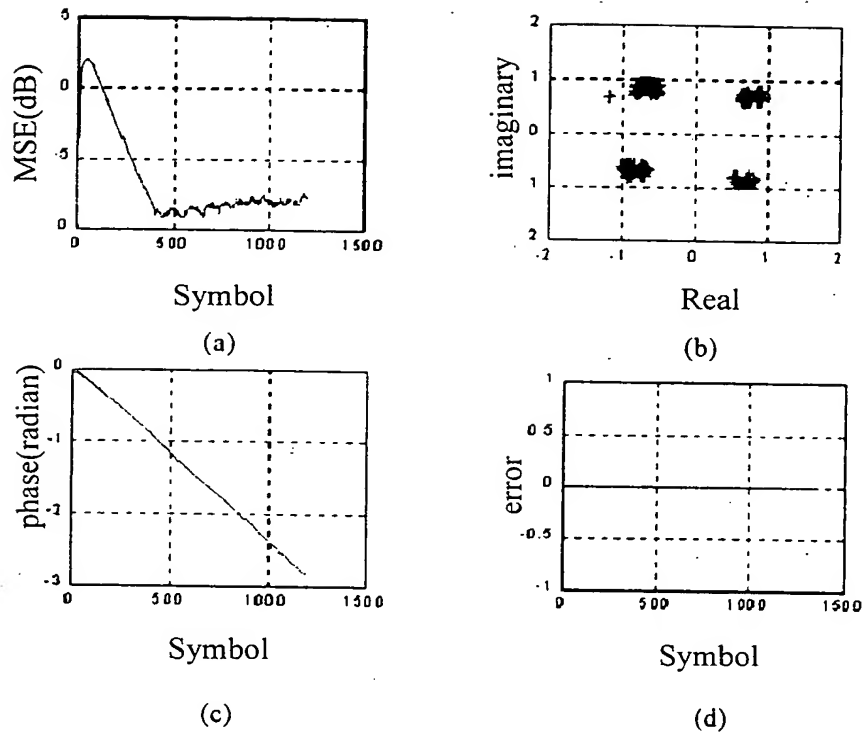 5
0
-5
0
0
500
1000
1500
MSE(dB)
Symbol
(a)
2
1
0
1
2
-2
-1
0
1
2
imaginary
Real
(b)
0
-1
-2
-3
0
500
1000
1500
phase(radian)
Symbol
(c)
1
0.5
0
-0.5
-1
0
500
1000
1500
error
Symbol
(d)